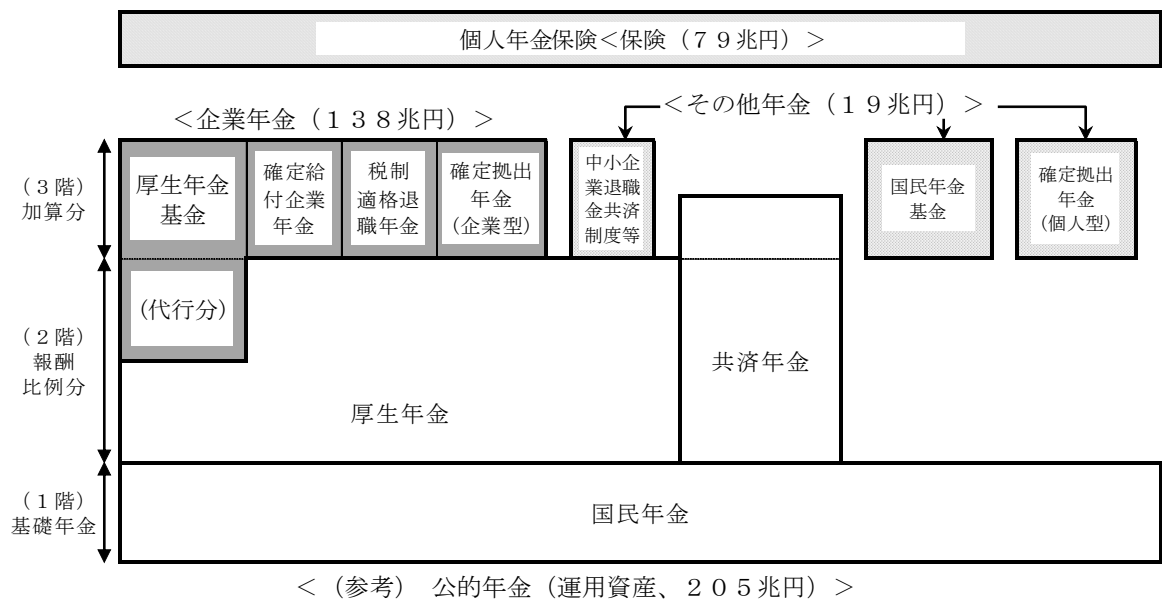 個人年金保険＜保険（７９兆円）＞
＜その他年金（１９兆円）＞
＜企業年金（１３８兆円）＞
（３階）
加算分
厚生年金
基金
確定給
付企業
年金
税制
適格退
職年金
確定拠出
年金
(企業型)
中小企
業退職
金共済
制度等
国民年金
基金
確定拠出
年金
(個人型)
(代行分)
（２階）
報酬
比例分
共済年金
厚生年金
（１階）
基礎年金
国民年金
＜（参考）　公的年金（運用資産、２０５兆円）＞